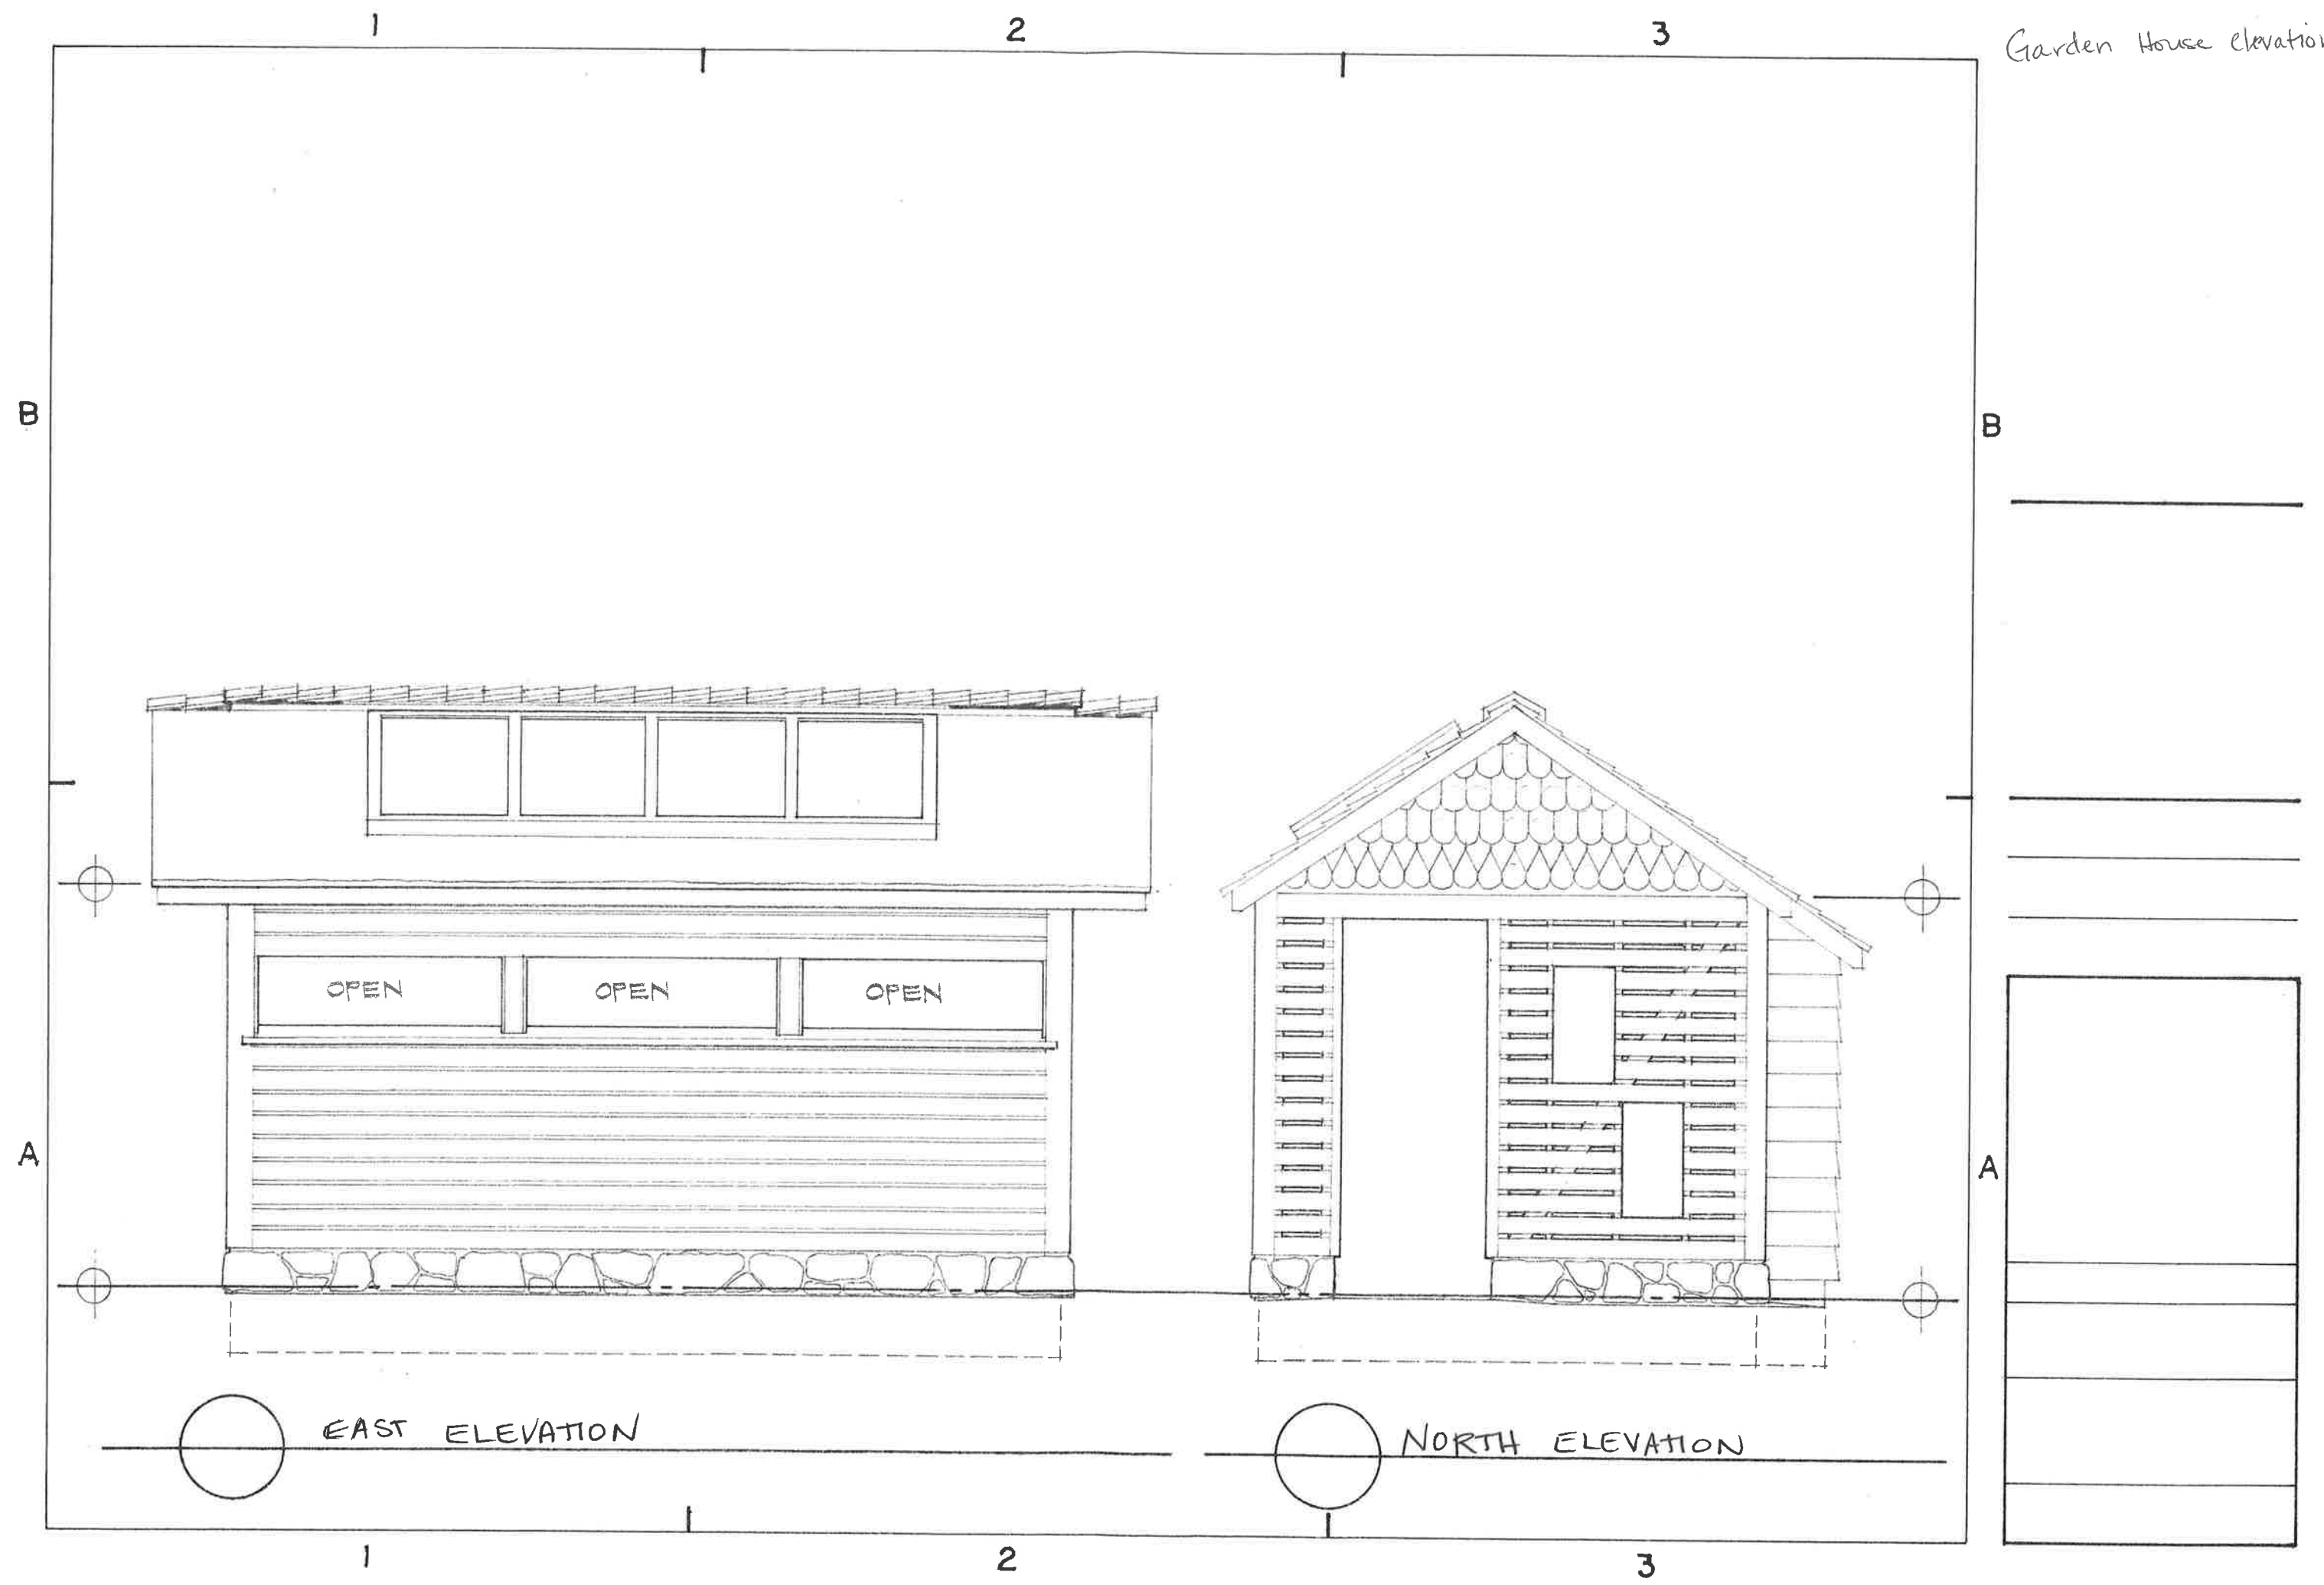 1 2 3
Garden House elevation
B B
OPEN OPEN OPEN
A A
EAST ELEVATION
NORTH ELEVATION
1 2 3